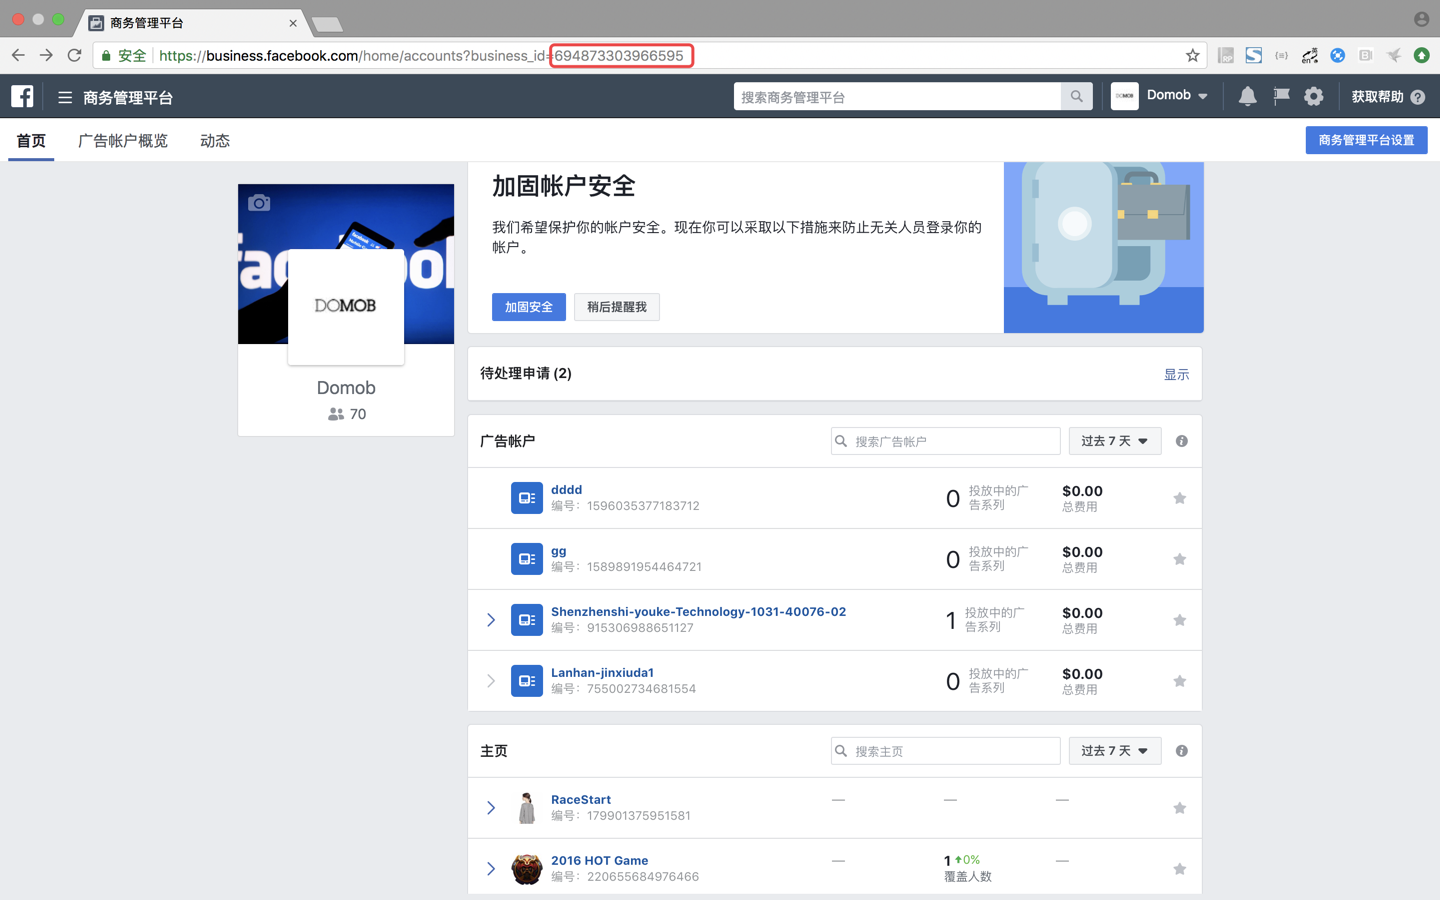 商务管理平台
安全
https://business.facebook.com/home/accounts?business_id=694873303966595
商务管理平台
搜索商务管理平台
DOMOB
Domob
获取帮助
首页
广告帐户概览
动态
商务管理平台设置
DOMOB
Domob
70
加固帐户安全
我们希望保护你的帐户安全。现在你可以采取以下措施来防止无关人员登录你的
帐户。
加固安全
稍后提醒我
待处理申请 (2)
显示
广告帐户
搜索广告帐户
过去 7 天
dddd
编号：1596035377183712
0
投放中的广
告系列
$0.00
总费用
gg
编号：1589891954464721
0
投放中的广
告系列
$0.00
总费用
Shenzhenshi-youke-Technology-1031-40076-02
编号：915306988651127
1
投放中的广
告系列
$0.00
总费用
Lanhan-jinxiuda1
编号：755002734681554
0
投放中的广
告系列
$0.00
总费用
主页
搜索主页
过去 7 天
RaceStart
编号：179901375951581
—
—
—
2016 HOT Game
编号：220655684976466
—
1 0%
覆盖人数
—